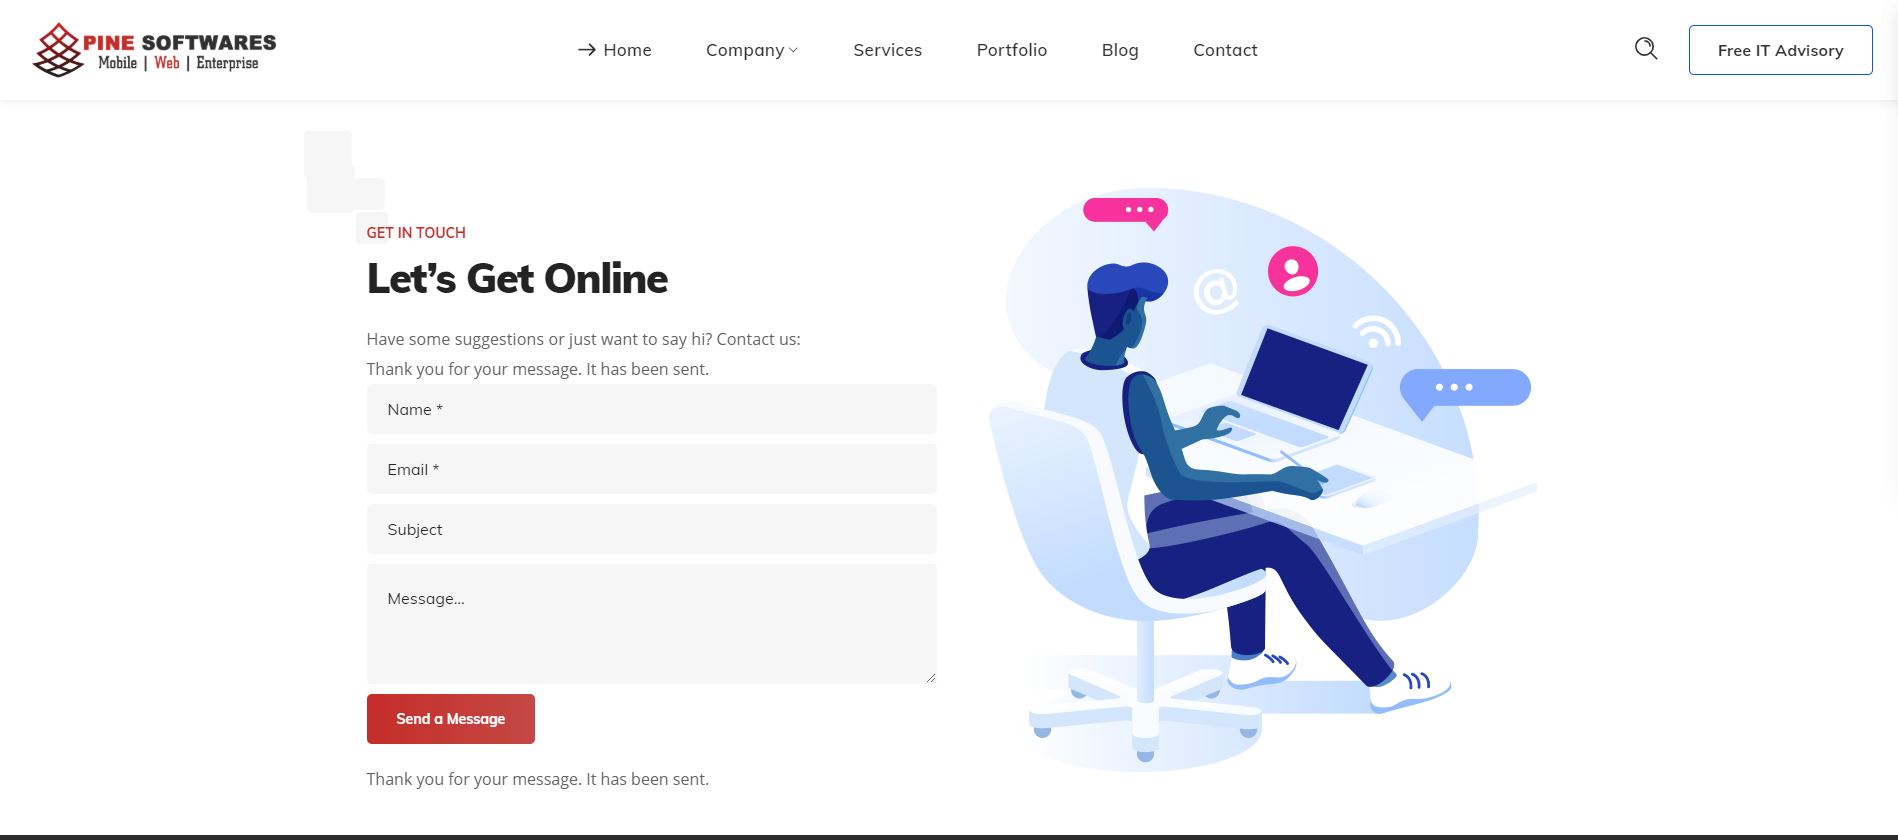 PINE SOFTWARES
Mobile | Web | Enterprise
Home
Company
Services
Portfolio
Blog
Contact
Free IT Advisory
GET IN TOUCH
Let’s Get Online
Have some suggestions or just want to say hi? Contact us:
Thank you for your message. It has been sent.
Name *
Email *
Subject
Message...
Send a Message
Thank you for your message. It has been sent.
@